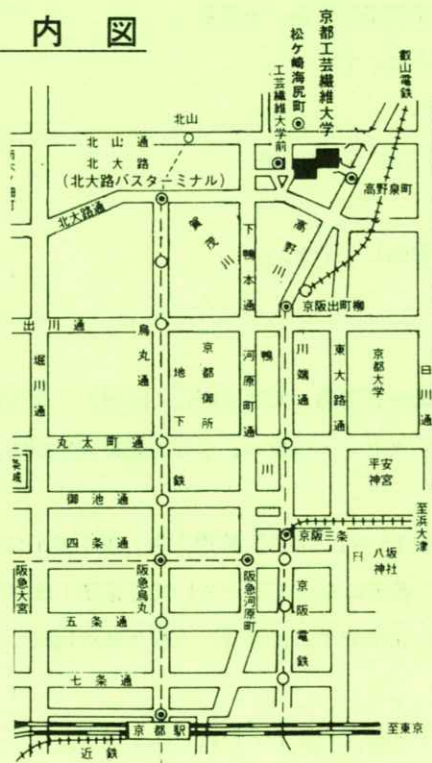 内図
京都工芸繊維大学
松ケ崎海尻町
工芸繊維大学前
叡山電鉄
北山
北山通
北大路
(北大路バスターミナル)
高野泉町
北大路通
賀茂川
下鴨本通
高野川
京阪出町柳
出川通
堀川通
烏丸通
地下鉄
京都御所
河原町通
鴨川
川端通
東大路通
京都大学
白川通
丸太町通
二条城
平安神宮
御池通
至浜大津
京阪三条
四条通
八坂神社
阪急大宮
阪急烏丸
阪急河原町
京阪電鉄
五条通
七条通
京都駅
至東京
近鉄